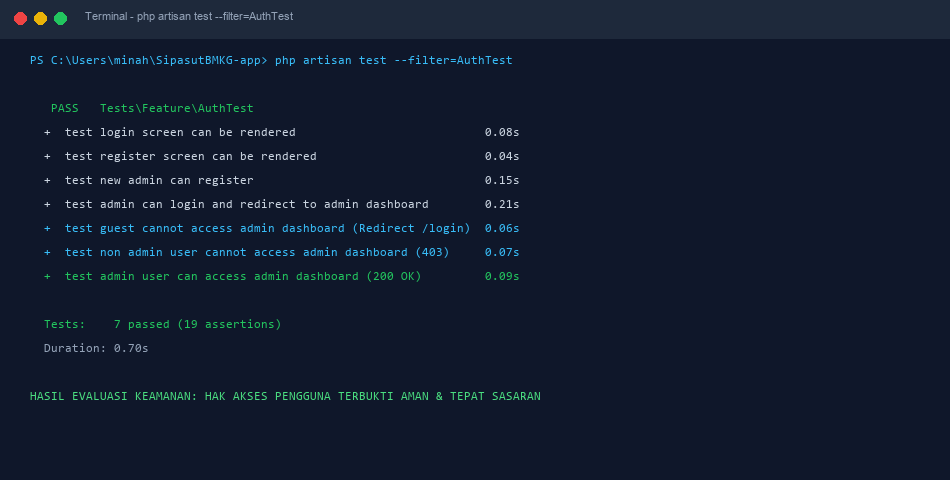 Terminal - php artisan test --filter=AuthTest
PS C:\Users\minah\SipasutBMKG-app> php artisan test --filter=AuthTest
PASS Tests\Feature\AuthTest
+ test login screen can be rendered 0.08s
+ test register screen can be rendered 0.04s
+ test new admin can register 0.15s
+ test admin can login and redirect to admin dashboard 0.21s
+ test guest cannot access admin dashboard (Redirect /login) 0.06s
+ test non admin user cannot access admin dashboard (403) 0.07s
+ test admin user can access admin dashboard (200 OK) 0.09s
Tests: 7 passed (19 assertions)
Duration: 0.70s
HASIL EVALUASI KEAMANAN: HAK AKSES PENGGUNA TERBUKTI AMAN & TEPAT SASARAN